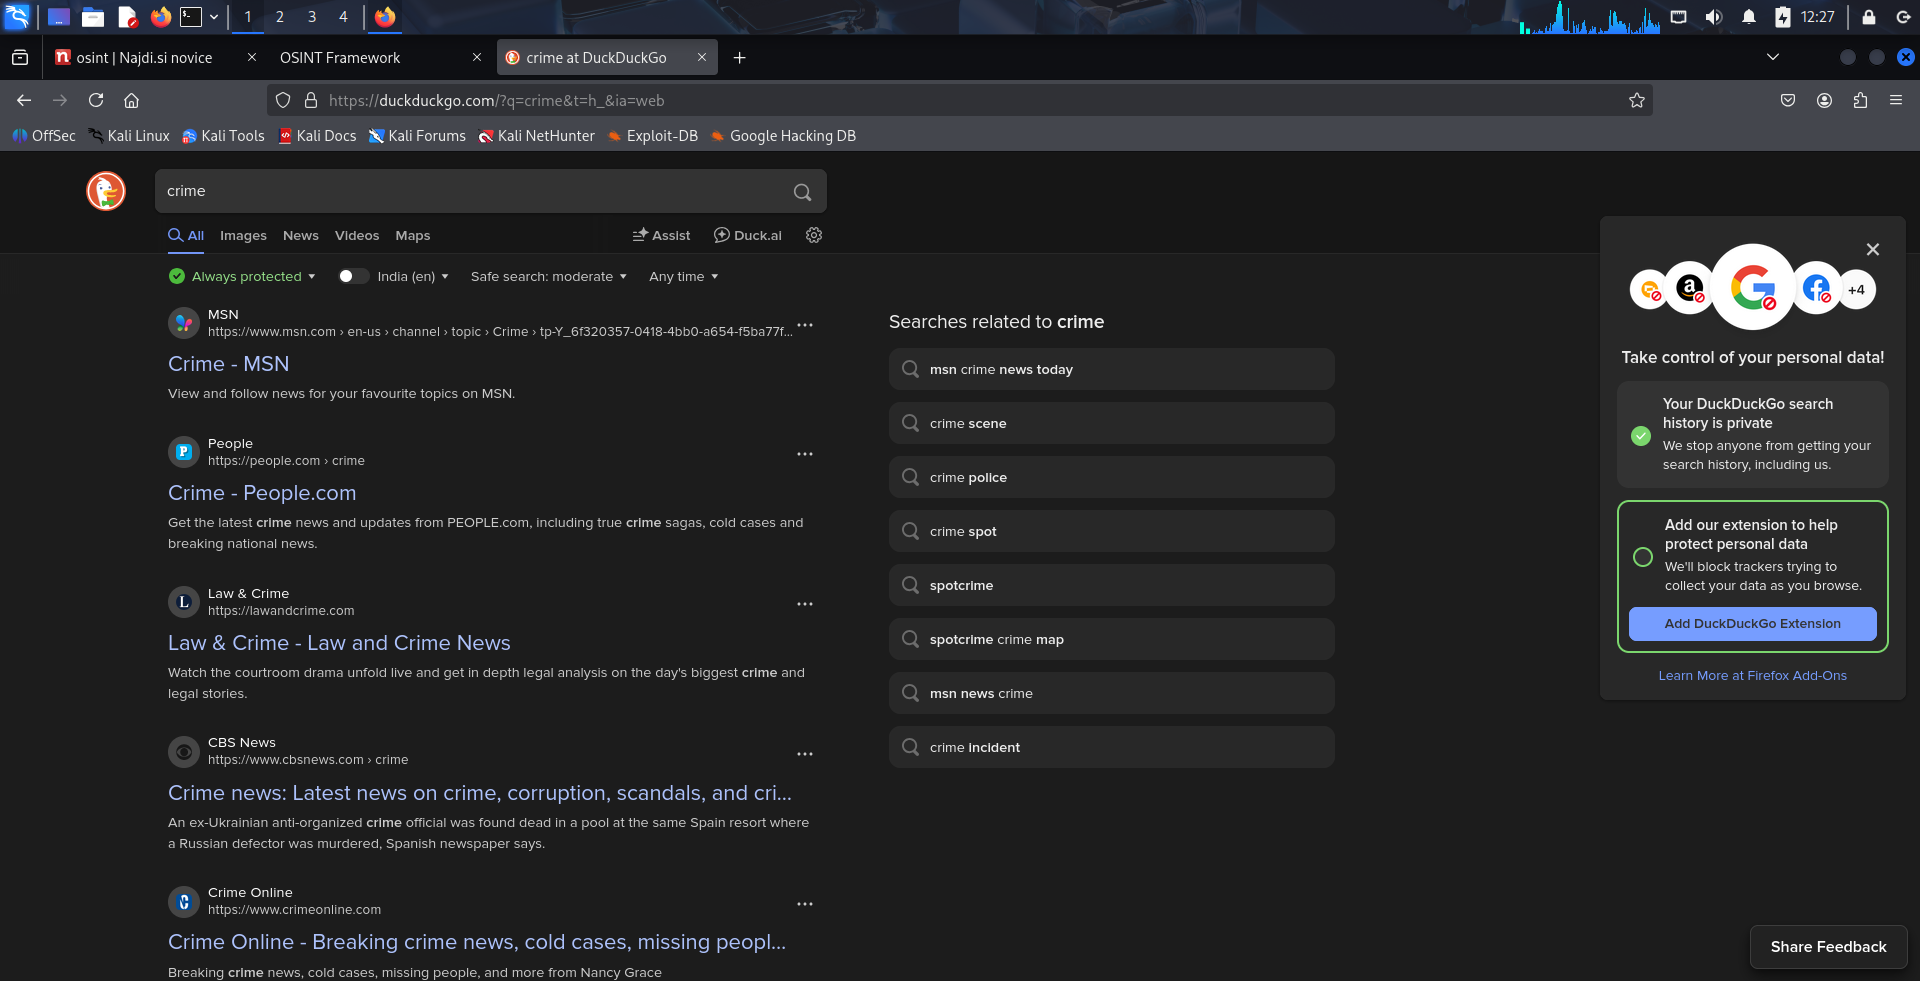 1
2
3
4
12:27
osint | Najdi.si novice
OSINT Framework
crime at DuckDuckGo
https://duckduckgo.com/?q=crime&t=h_&ia=web
OffSec
Kali Linux
Kali Tools
Kali Docs
Kali Forums
Kali NetHunter
Exploit-DB
Google Hacking DB
crime
All
Images
News
Videos
Maps
Assist
Duck.ai
Always protected
India (en)
Safe search: moderate
Any time
MSN
https://www.msn.com › en-us › channel › topic › Crime › tp-Y_6f320357-0418-4bb0-a654-f5ba77f...
Crime - MSN
View and follow news for your favourite topics on MSN.
People
https://people.com › crime
Crime - People.com
Get the latest crime news and updates from PEOPLE.com, including true crime sagas, cold cases and
breaking national news.
Law & Crime
https://lawandcrime.com
Law & Crime - Law and Crime News
Watch the courtroom drama unfold live and get in depth legal analysis on the day's biggest crime and
legal stories.
CBS News
https://www.cbsnews.com › crime
Crime news: Latest news on crime, corruption, scandals, and cri...
An ex-Ukrainian anti-organized crime official was found dead in a pool at the same Spain resort where
a Russian defector was murdered, Spanish newspaper says.
Crime Online
https://www.crimeonline.com
Crime Online - Breaking crime news, cold cases, missing peopl...
Breaking crime news, cold cases, missing people, and more from Nancy Grace
Searches related to crime
msn crime news today
crime scene
crime police
crime spot
spotcrime
spotcrime crime map
msn news crime
crime incident
+4
Take control of your personal data!
Your DuckDuckGo search
history is private
We stop anyone from getting your
search history, including us.
Add our extension to help
protect personal data
We'll block trackers trying to
collect your data as you browse.
Add DuckDuckGo Extension
Learn More at Firefox Add-Ons
Share Feedback